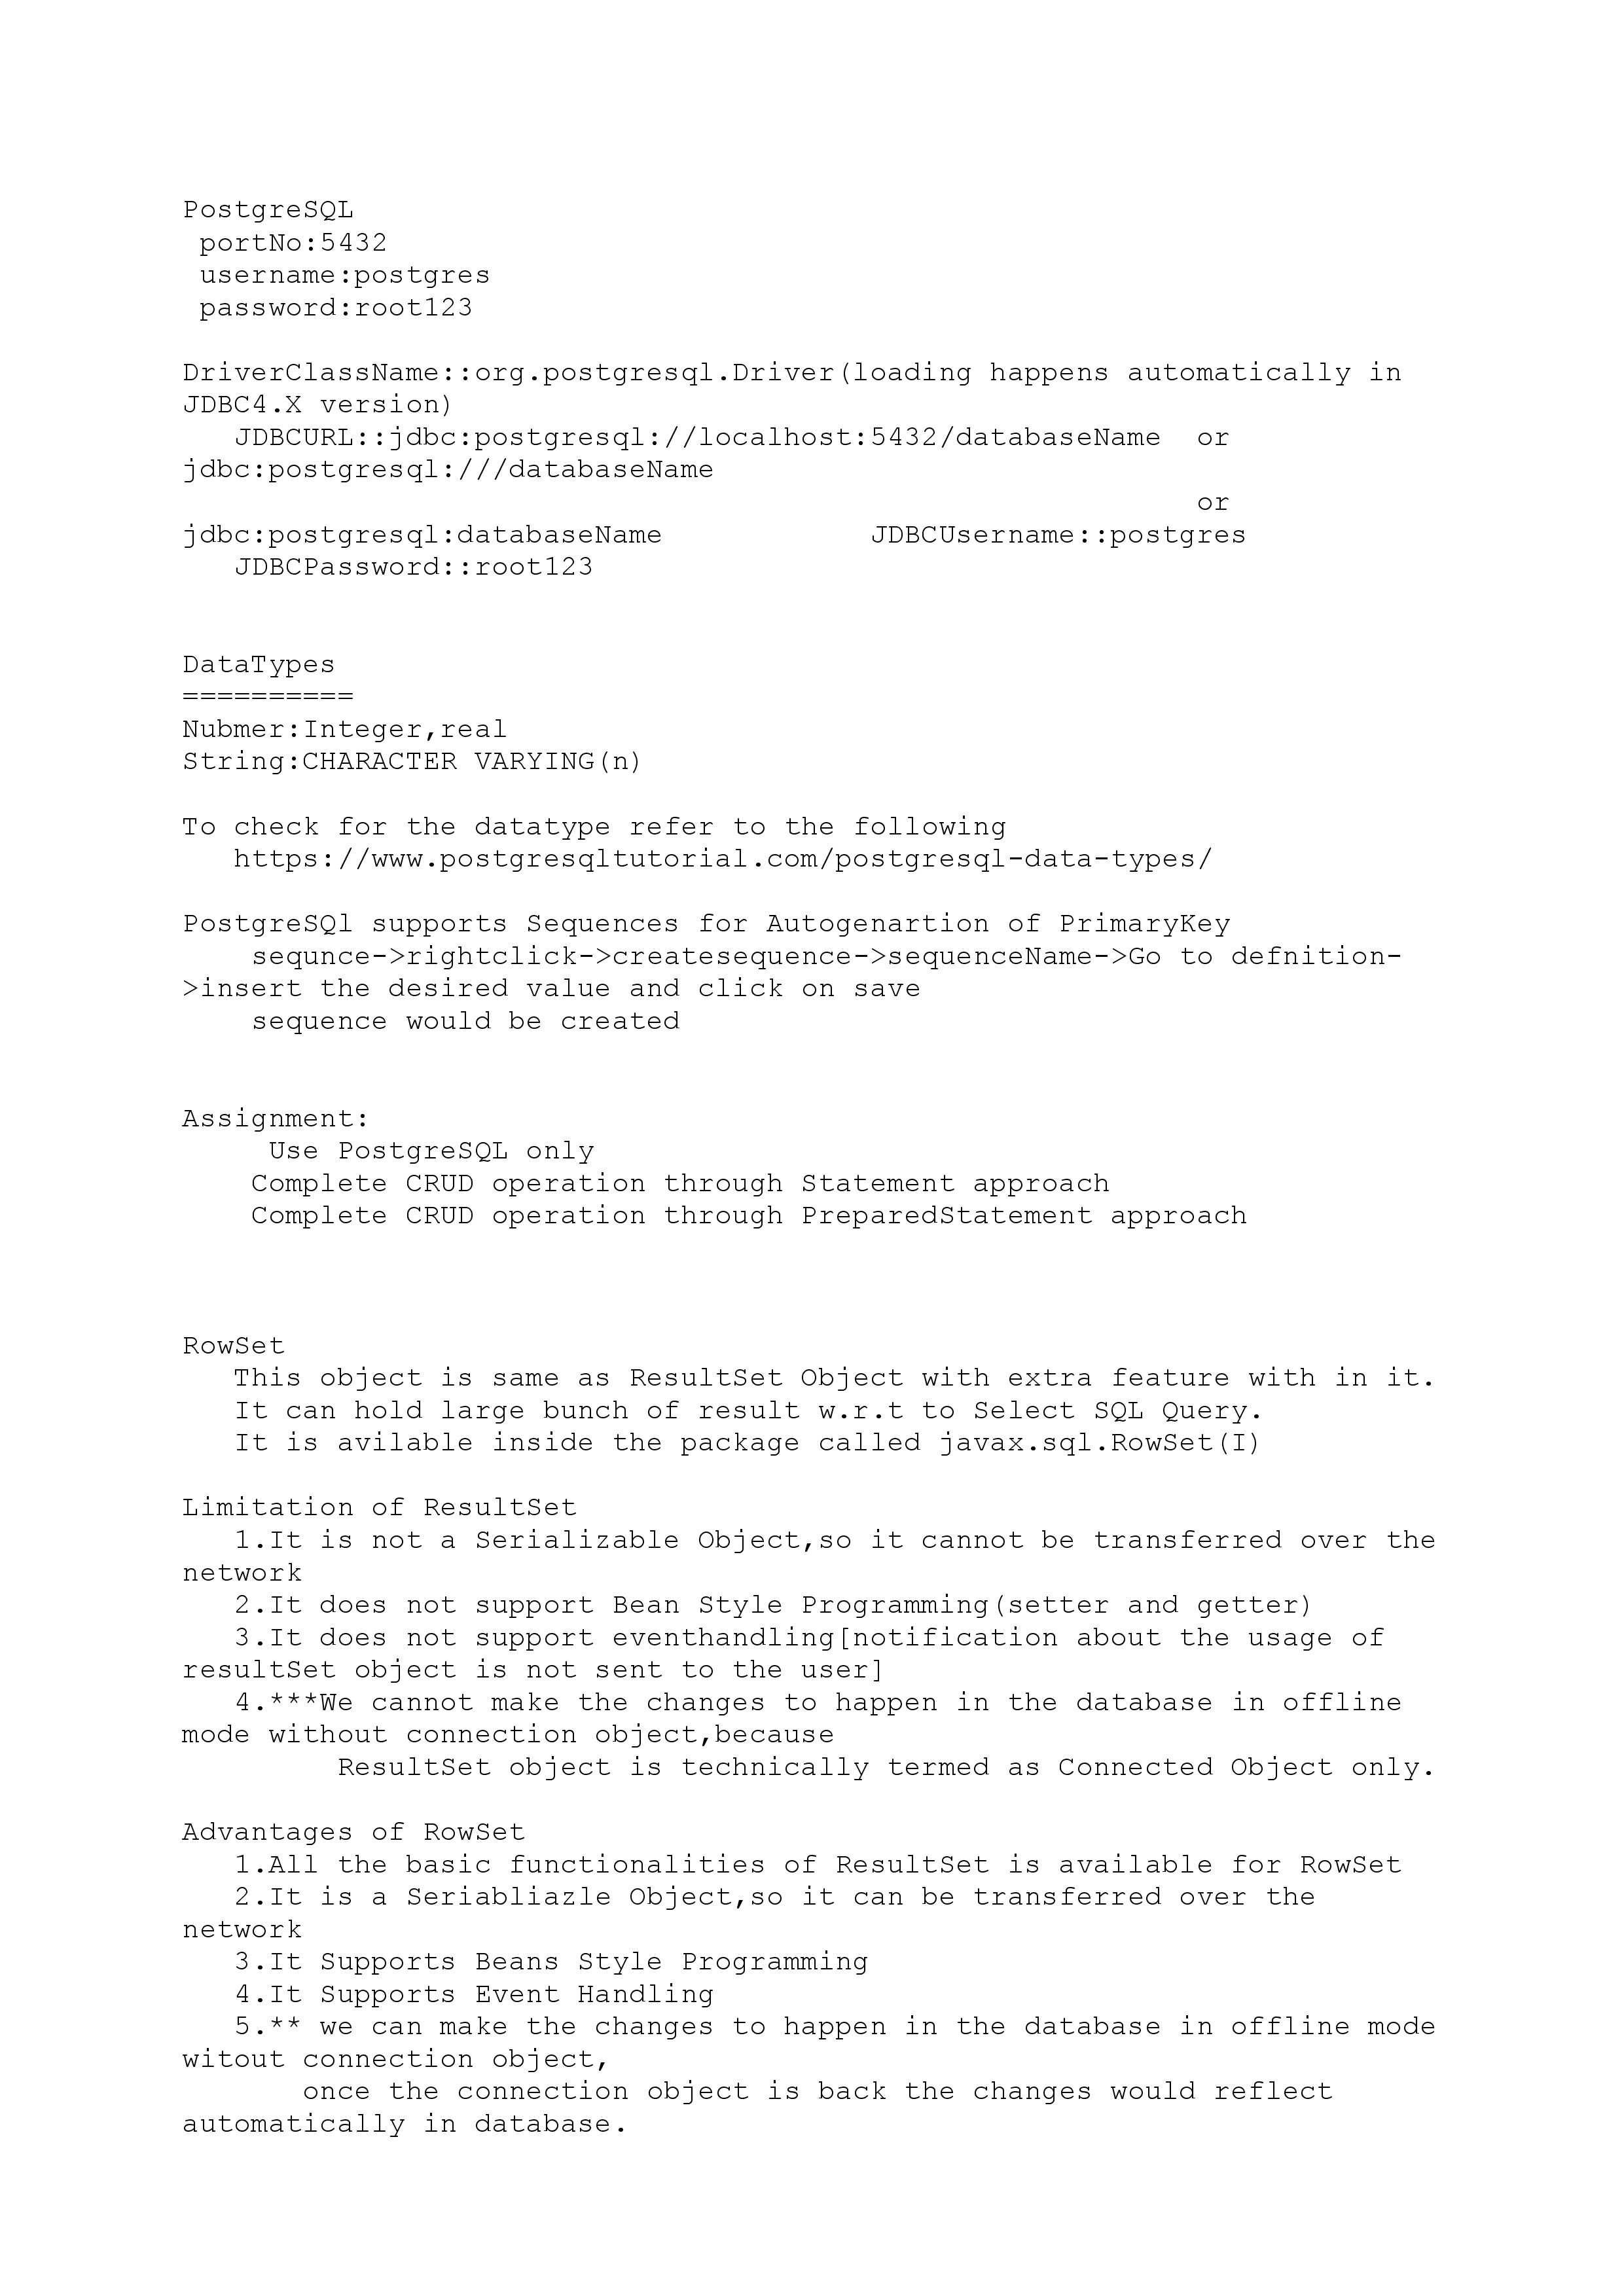 PostgreSQL
portNo:5432
username:postgres
password:root123
DriverClassName::org.postgresql.Driver(loading happens automatically in
JDBC4.X version)
JDBCURL::jdbc:postgresql://localhost:5432/databaseName or
jdbc:postgresql:///databaseName
or
jdbc:postgresql:databaseName JDBCUsername::postgres
JDBCPassword::root123
DataTypes
==========
Nubmer:Integer,real
String:CHARACTER VARYING(n)
To check for the datatype refer to the following
https://www.postgresqltutorial.com/postgresql-data-types/
PostgreSQl supports Sequences for Autogenartion of PrimaryKey
sequnce->rightclick->createsequence->sequenceName->Go to defnition-
>insert the desired value and click on save
sequence would be created
Assignment:
Use PostgreSQL only
Complete CRUD operation through Statement approach
Complete CRUD operation through PreparedStatement approach
RowSet
This object is same as ResultSet Object with extra feature with in it.
It can hold large bunch of result w.r.t to Select SQL Query.
It is avilable inside the package called javax.sql.RowSet(I)
Limitation of ResultSet
1.It is not a Serializable Object,so it cannot be transferred over the
network
2.It does not support Bean Style Programming(setter and getter)
3.It does not support eventhandling[notification about the usage of
resultSet object is not sent to the user]
4.***We cannot make the changes to happen in the database in offline
mode without connection object,because
ResultSet object is technically termed as Connected Object only.
Advantages of RowSet
1.All the basic functionalities of ResultSet is available for RowSet
2.It is a Seriabliazle Object,so it can be transferred over the
network
3.It Supports Beans Style Programming
4.It Supports Event Handling
5.** we can make the changes to happen in the database in offline mode
witout connection object,
once the connection object is back the changes would reflect
automatically in database.